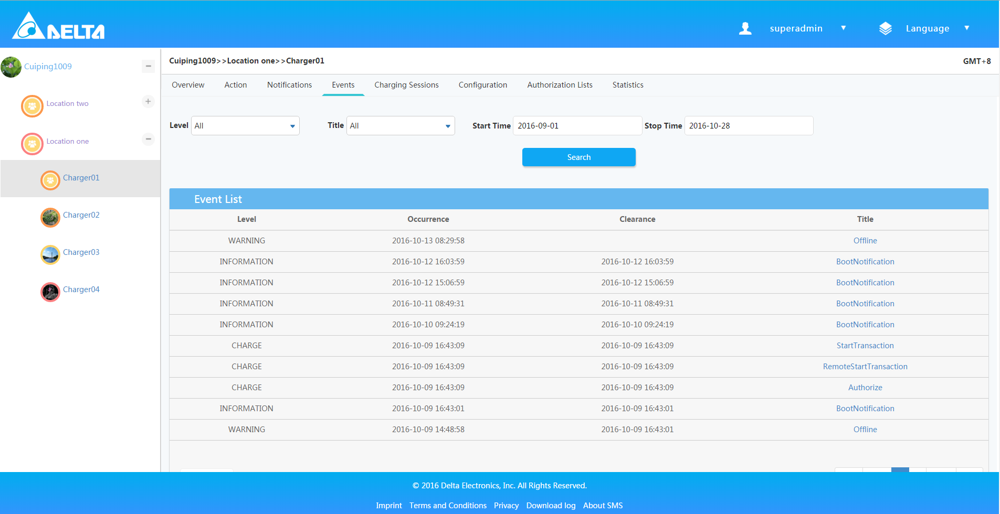 DELTA
superadmin
Language
Cuiping1009
Location two
Location one
Charger01
Charger02
Charger03
Charger04
Cuiping1009>>Location one>>Charger01
GMT+8
Overview Action Notifications Events Charging Sessions Configuration Authorization Lists Statistics
Level All Title All Start Time 2016-09-01 Stop Time 2016-10-28
Search
Event List
Level Occurrence Clearance Title
WARNING 2016-10-13 08:29:58 Offline
INFORMATION 2016-10-12 16:03:59 2016-10-12 16:03:59 BootNotification
INFORMATION 2016-10-12 15:06:59 2016-10-12 15:06:59 BootNotification
INFORMATION 2016-10-11 08:49:31 2016-10-11 08:49:31 BootNotification
INFORMATION 2016-10-10 09:24:19 2016-10-10 09:24:19 BootNotification
CHARGE 2016-10-09 16:43:09 2016-10-09 16:43:09 StartTransaction
CHARGE 2016-10-09 16:43:09 2016-10-09 16:43:09 RemoteStartTransaction
CHARGE 2016-10-09 16:43:09 2016-10-09 16:43:09 Authorize
INFORMATION 2016-10-09 16:43:01 2016-10-09 16:43:01 BootNotification
WARNING 2016-10-09 14:48:58 2016-10-09 16:43:01 Offline
© 2016 Delta Electronics, Inc. All Rights Reserved.
Imprint Terms and Conditions Privacy Download log About SMS